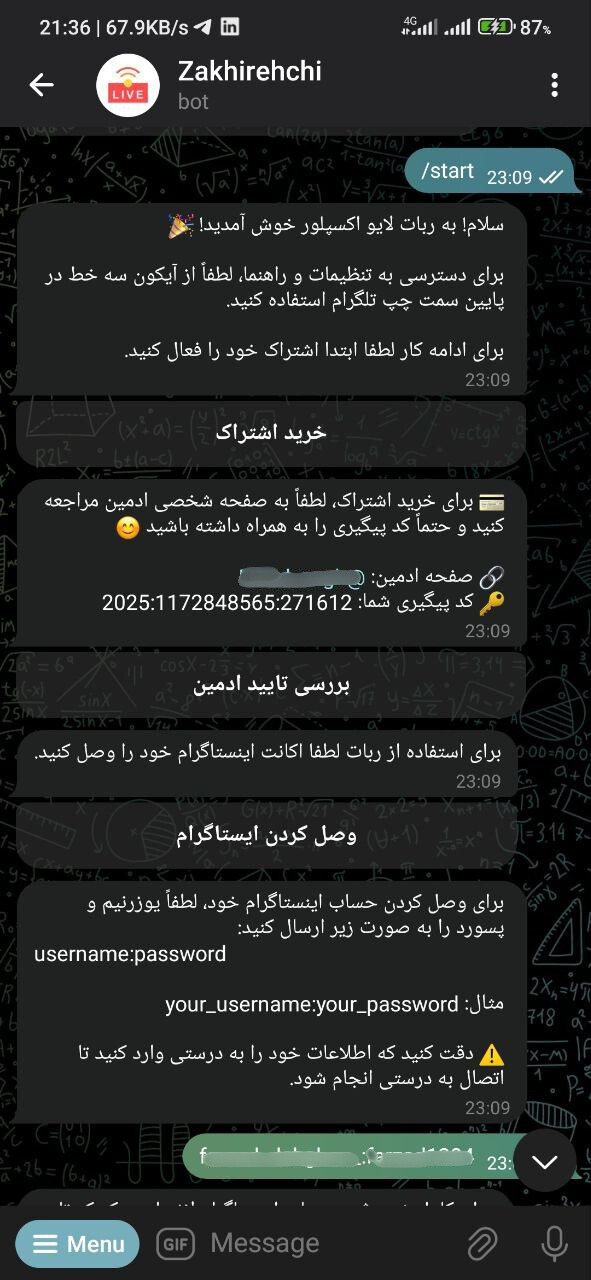 21:36 | 67.9KB/s
4G
87%
Zakhirehchi
bot
LIVE
/start 23:09
سلام! به ربات لایو اکسپلور خوش آمدید! 🎉
برای دسترسی به تنظیمات و راهنما، لطفاً از آیکون سه خط در
پایین سمت چپ تلگرام استفاده کنید.
برای ادامه کار لطفا ابتدا اشتراک خود را فعال کنید.
23:09
خرید اشتراک
💳 برای خرید اشتراک، لطفاً به صفحه شخصی ادمین مراجعه
کنید و حتماً کد پیگیری را به همراه داشته باشید 😊
🔗 صفحه ادمین: @
🔑 کد پیگیری شما: 2025:1172848565:271612
23:09
بررسی تایید ادمین
برای استفاده از ربات لطفا اکانت اینستاگرام خود را وصل کنید.
23:09
وصل کردن ایستاگرام
برای وصل کردن حساب اینستاگرام خود، لطفاً یوزرنیم و
پسورد را به صورت زیر ارسال کنید:
username:password
مثال: your_username:your_password
⚠️ دقت کنید که اطلاعات خود را به درستی وارد کنید تا
اتصال به درستی انجام شود.
23:09
23:
Menu
GIF
Message